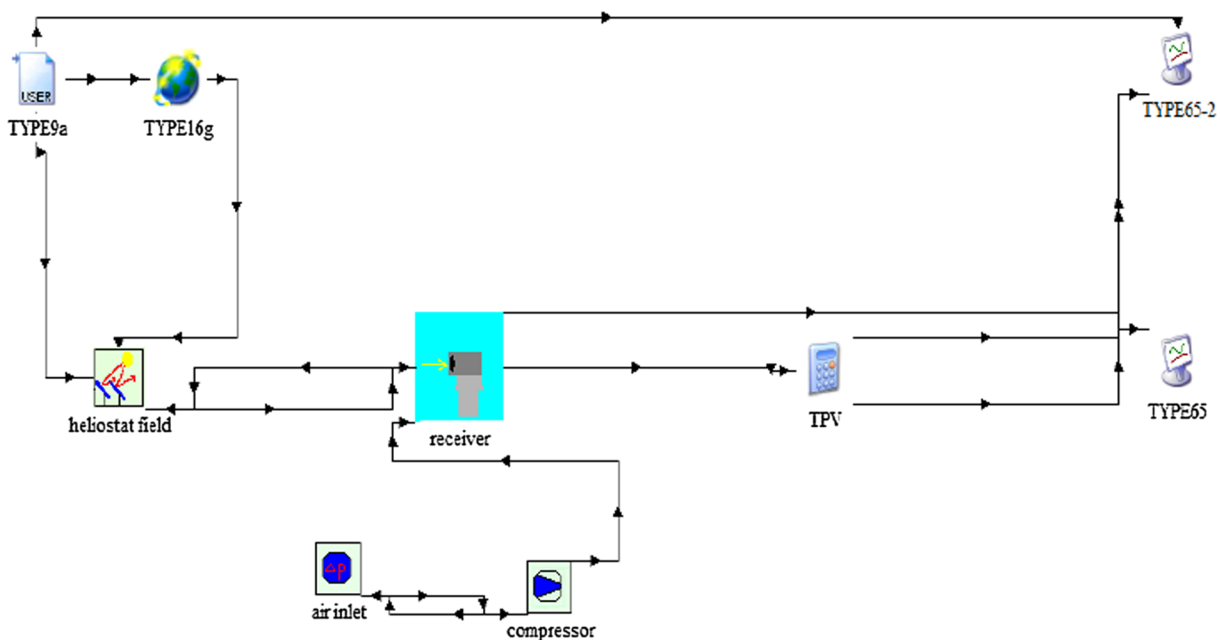 USER
TYPE9a
TYPE16g
TYPE65-2
heliostat field
receiver
TPV
TYPE65
Δp
air inlet
compressor